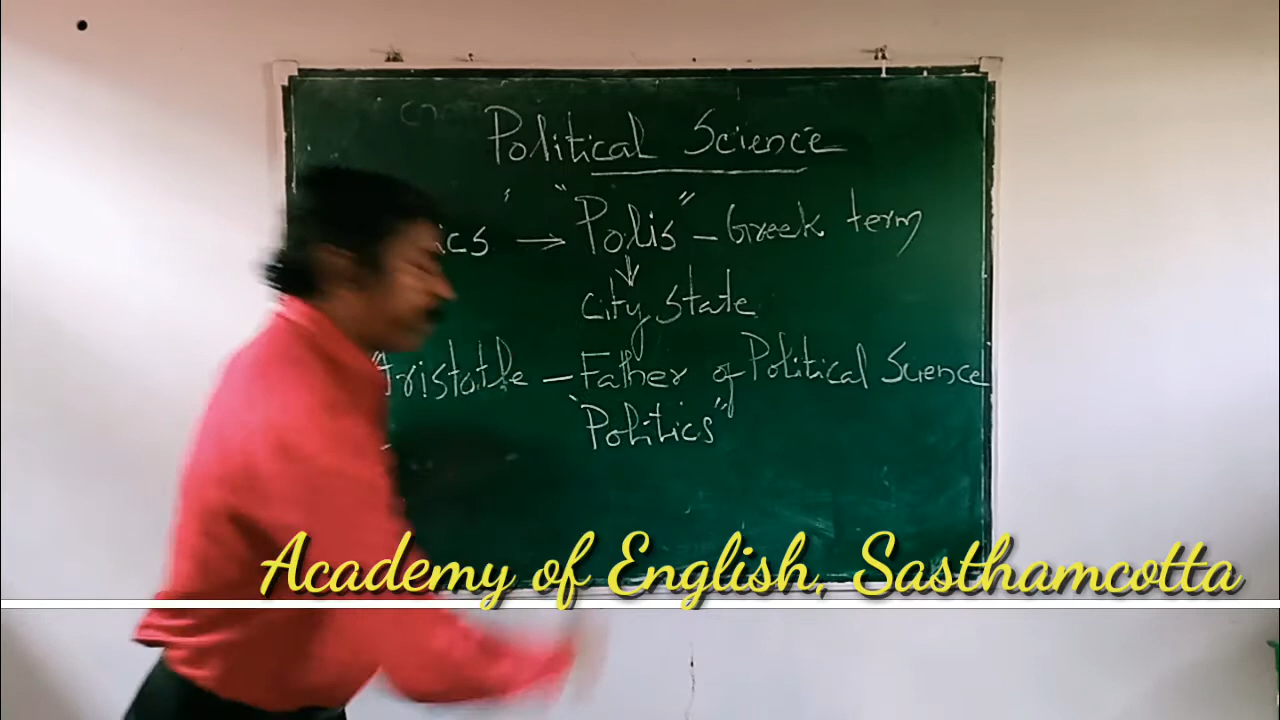 Political Science
ics" → "Polis" – Greek term
↓
City State
"Aristotle – Father of Political Science
"Politics"
Academy of English, Sasthamcotta